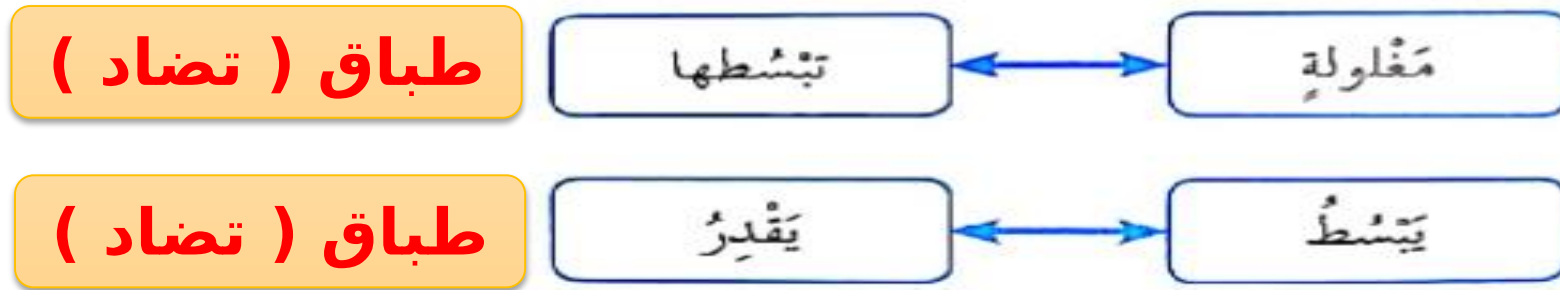 مَغْلولةٍ تَبْسُطها طباق ( تضاد )
يَبْسُطُ يَقْدِرُ طباق ( تضاد )